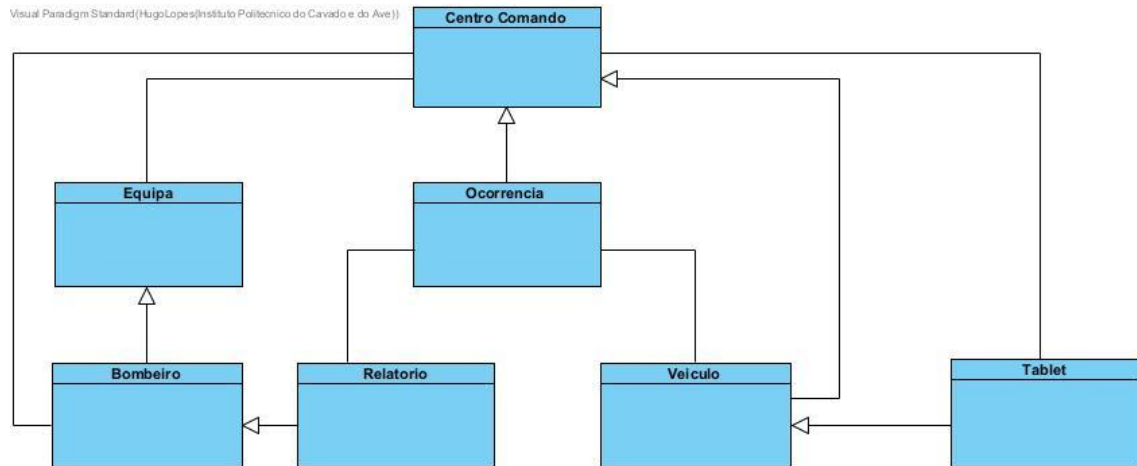 Visual Paradigm Standard(HugoLopes(Instituto Politecnico do Cavado e do Ave))
Centro Comando
Equipa
Ocorrencia
Bombeiro
Relatorio
Veiculo
Tablet